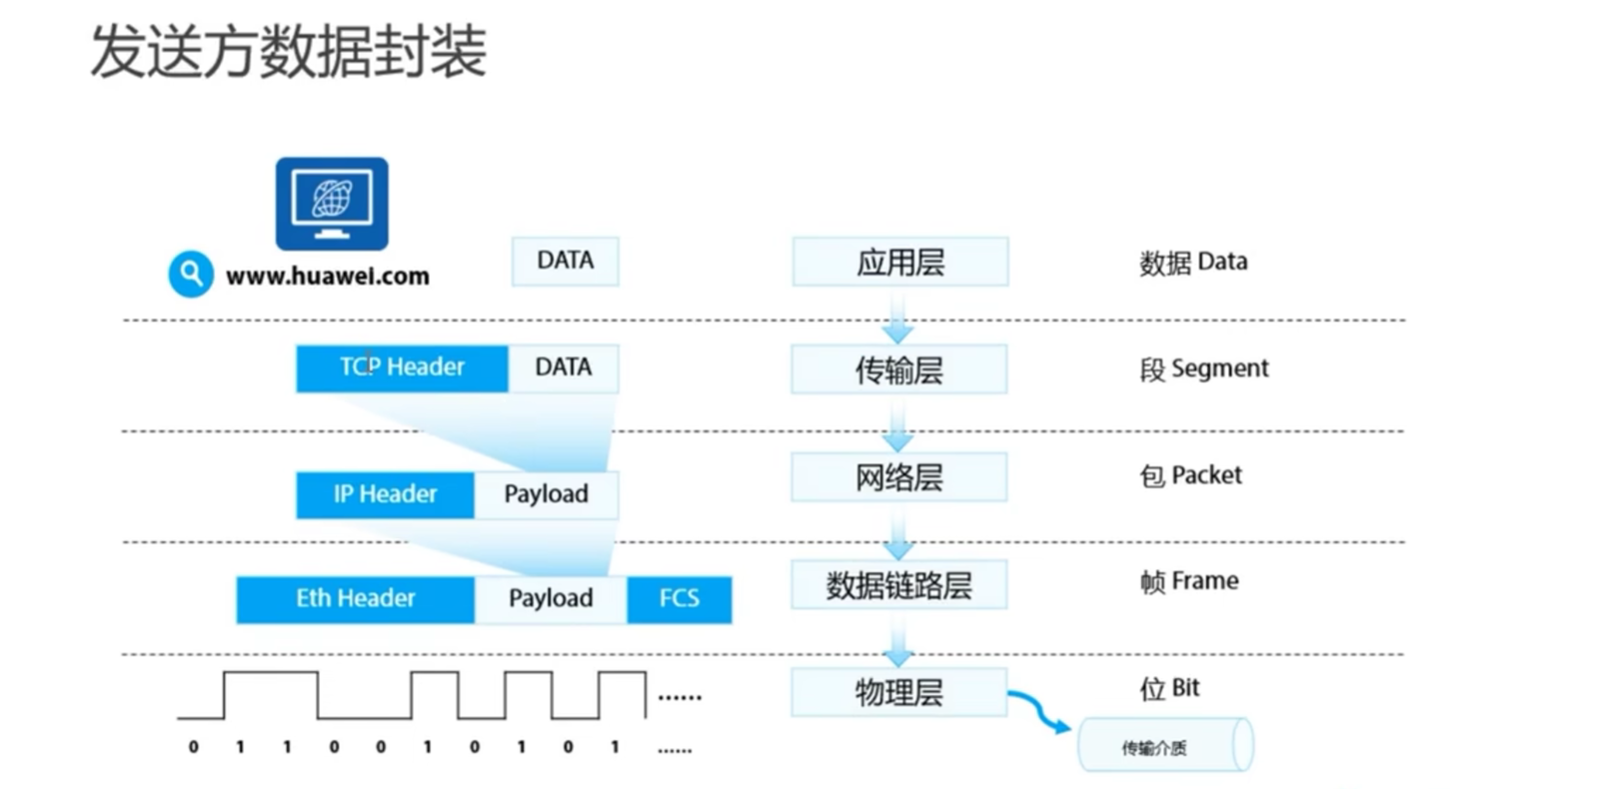 发送方数据封装
www.huawei.com
DATA
应用层
数据 Data
TCP Header
DATA
传输层
段 Segment
IP Header
Payload
网络层
包 Packet
Eth Header
Payload
FCS
数据链路层
帧 Frame
......
物理层
位 Bit
0 1 1 0 0 1 0 1 0 1 ......
传输介质